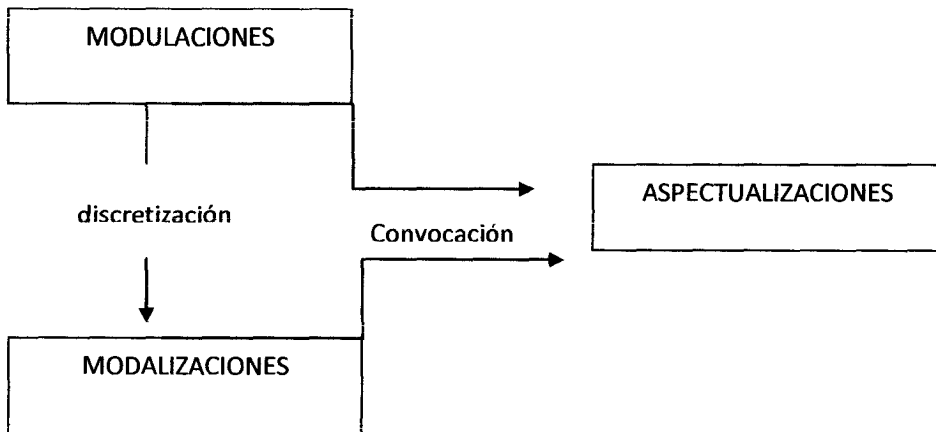 MODULACIONES
ASPECTUALIZACIONES
discretización
Convocación
MODALIZACIONES